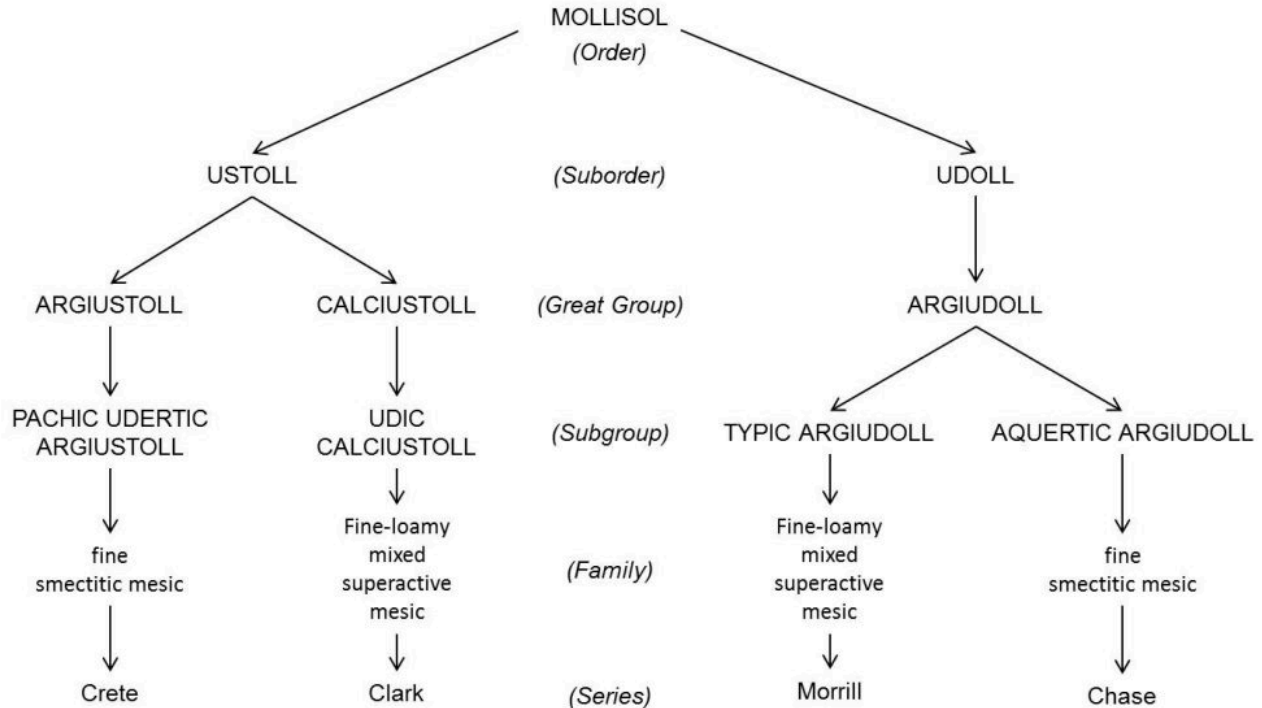 MOLLISOL
(Order)
USTOLL
(Suborder)
UDOLL
ARGIUSTOLL
CALCIUSTOLL
(Great Group)
ARGIUDOLL
PACHIC UDERTIC
ARGIUSTOLL
UDIC
CALCIUSTOLL
(Subgroup)
TYPIC ARGIUDOLL
AQUERTIC ARGIUDOLL
fine
smectitic mesic
Fine-loamy
mixed
superactive
mesic
(Family)
Fine-loamy
mixed
superactive
mesic
fine
smectitic mesic
Crete
Clark
(Series)
Morrill
Chase